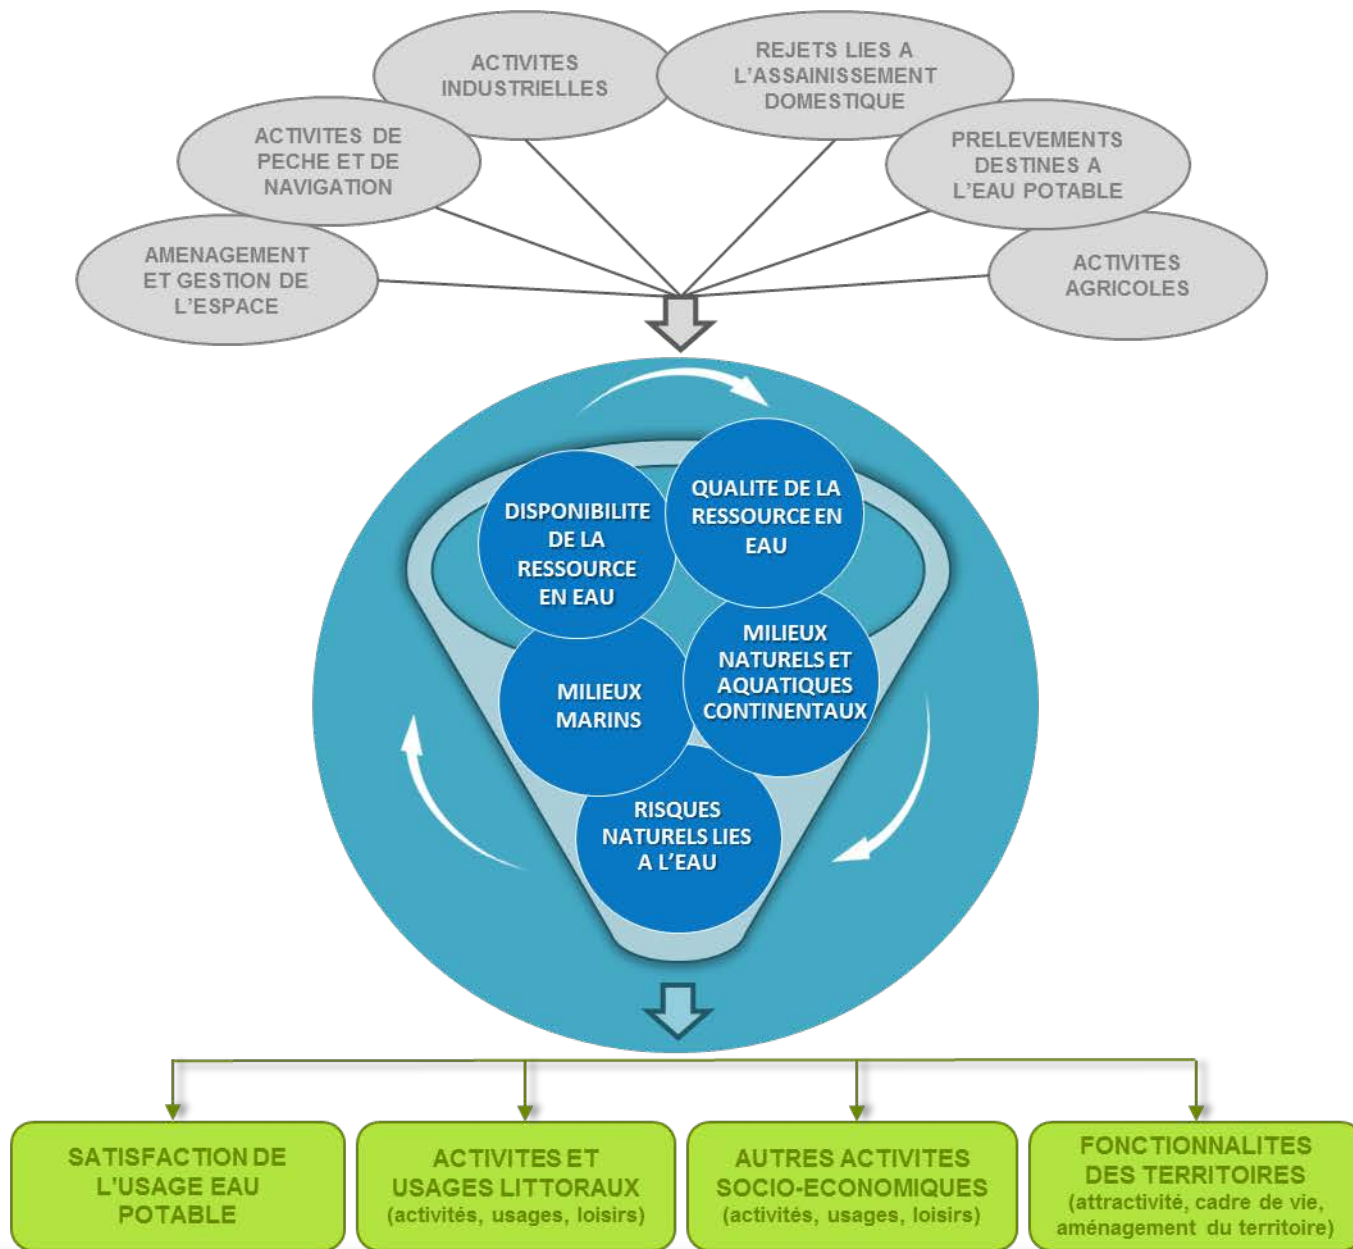 ACTIVITES
INDUSTRIELLES
REJETS LIES A
L'ASSAINISSEMENT
DOMESTIQUE
ACTIVITES DE
PECHE ET DE
NAVIGATION
PRELEVEMENTS
DESTINES A
L'EAU POTABLE
AMENAGEMENT
ET GESTION DE
L'ESPACE
ACTIVITES
AGRICOLES
DISPONIBILITE
DE LA
RESSOURCE
EN EAU
QUALITE DE LA
RESSOURCE EN
EAU
MILIEUX
MARINS
MILIEUX
NATURELS ET
AQUATIQUES
CONTINENTAUX
RISQUES
NATURELS LIES
A L'EAU
SATISFACTION DE
L'USAGE EAU
POTABLE
ACTIVITES ET
USAGES LITTORAUX
(activités, usages, loisirs)
AUTRES ACTIVITES
SOCIO-ECONOMIQUES
(activités, usages, loisirs)
FONCTIONNALITES
DES TERRITOIRES
(attractivité, cadre de vie,
aménagement du territoire)